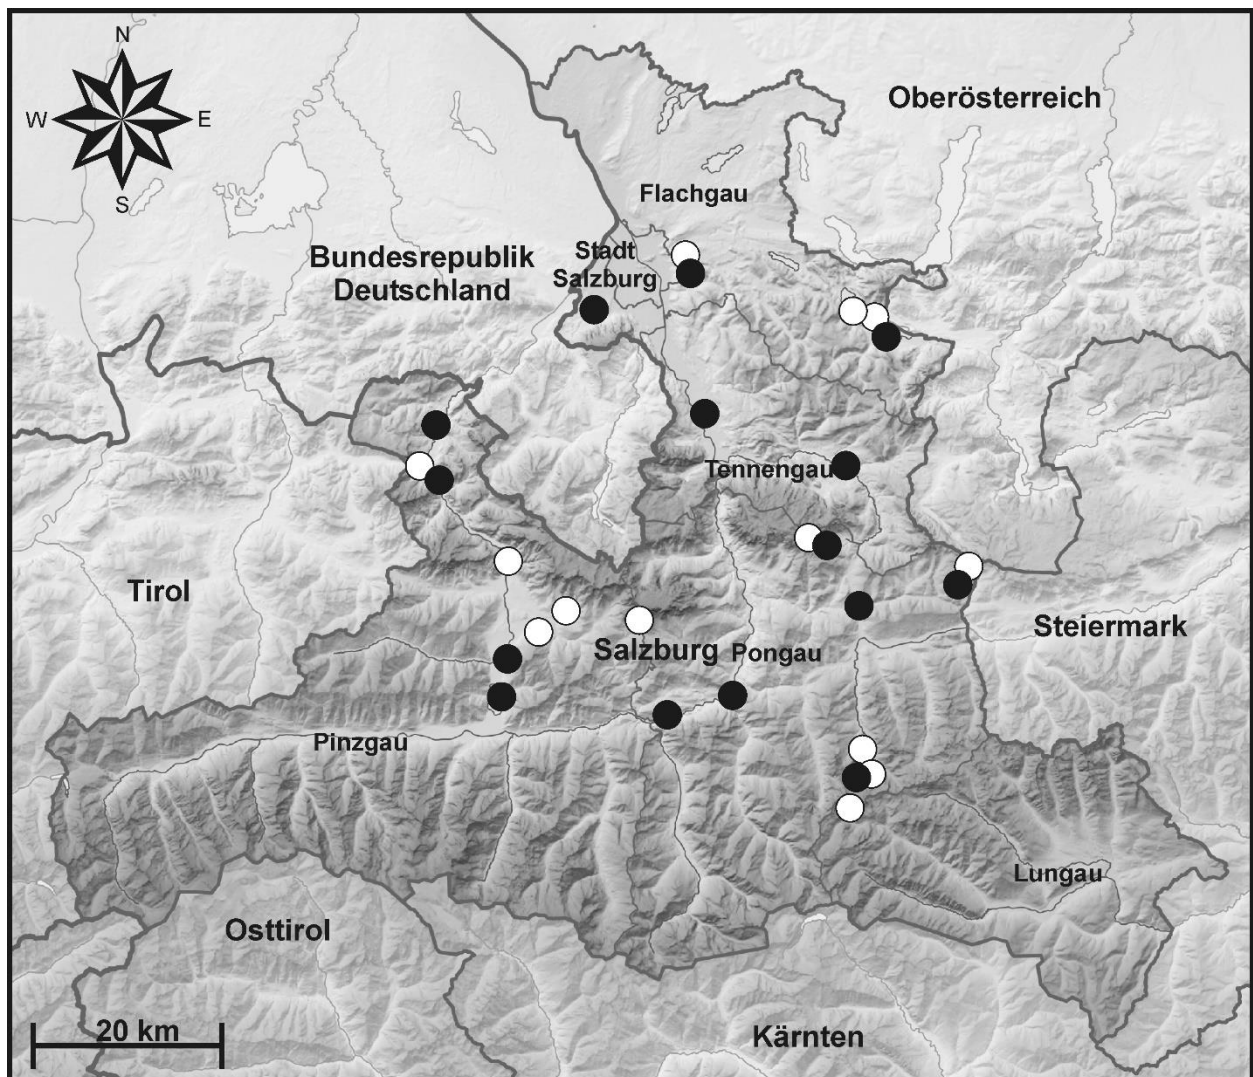 N
W
E
S
Oberösterreich
Flachgau
Stadt
Salzburg
Bundesrepublik
Deutschland
Tennengau
Tirol
Steiermark
Salzburg
Pongau
Pinzgau
Lungau
Osttirol
20 km
Kärnten